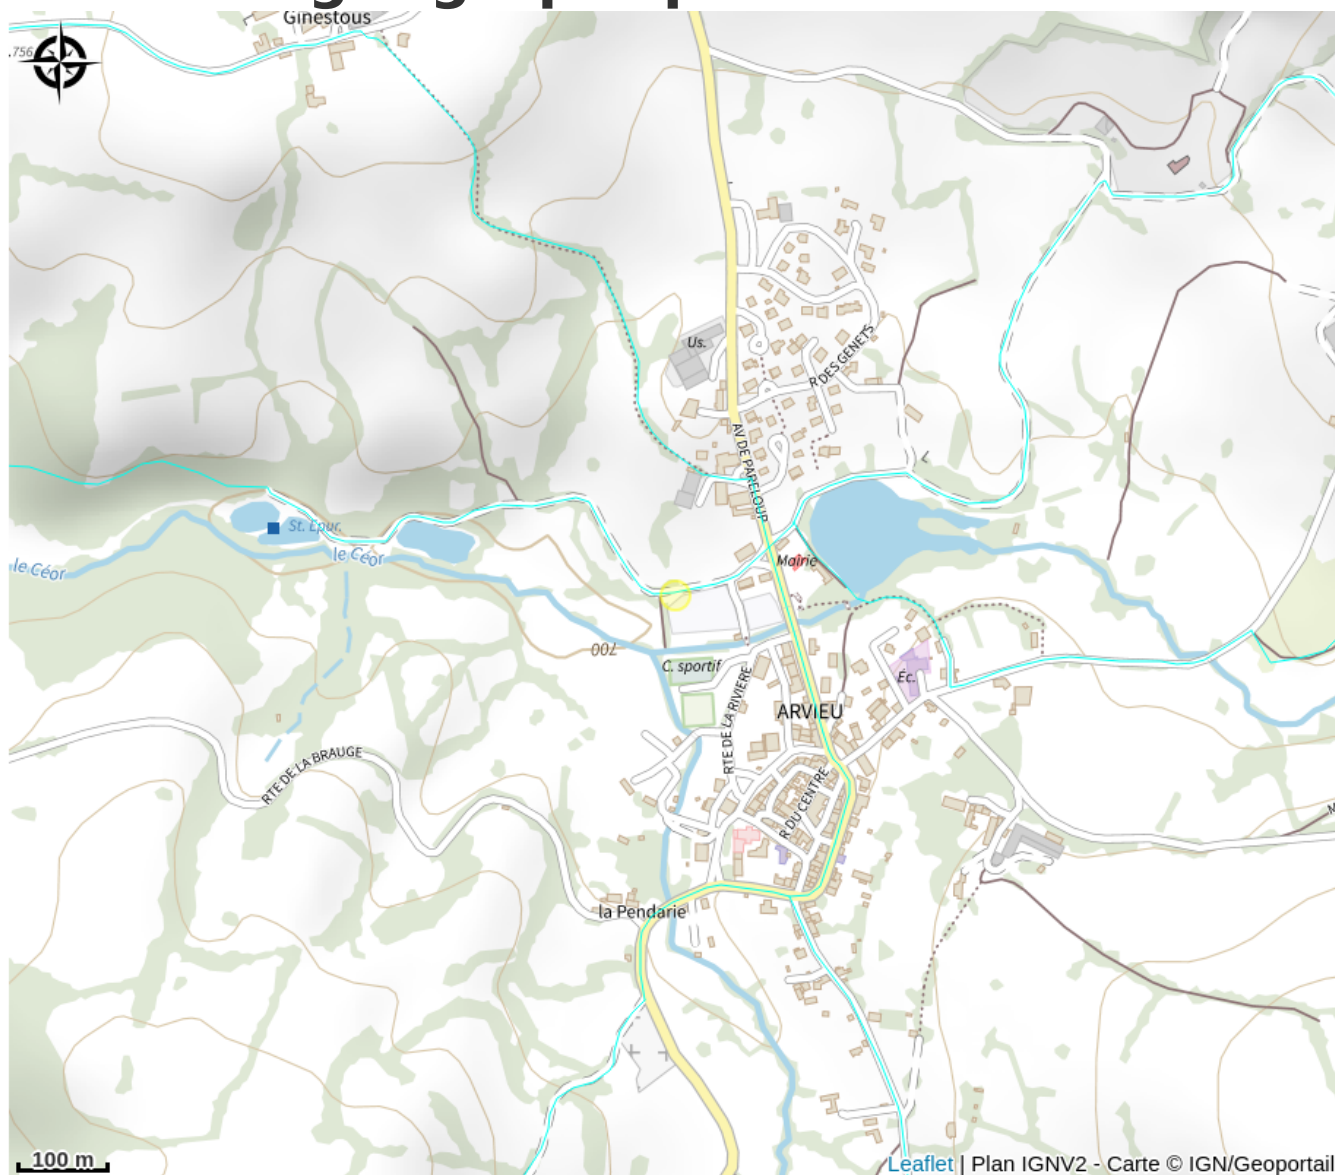 Ginestous
756
Us.
R DES GENETS
AV DE PARELOUP
St. Épur.
le Céor
le Céor
Mairie
700
C. sportif
Éc.
ARVIEU
RTE DE LA RIVIERE
RTE DE LA BRAUGE
R DU CENTRE
la Pendarie
100 m
Leaflet | Plan IGNV2 - Carte © IGN/Geoportail